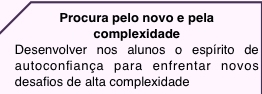 Procura pelo novo e pela
complexidade
Desenvolver nos alunos o espírito de
autoconfiança para enfrentar novos
desafios de alta complexidade